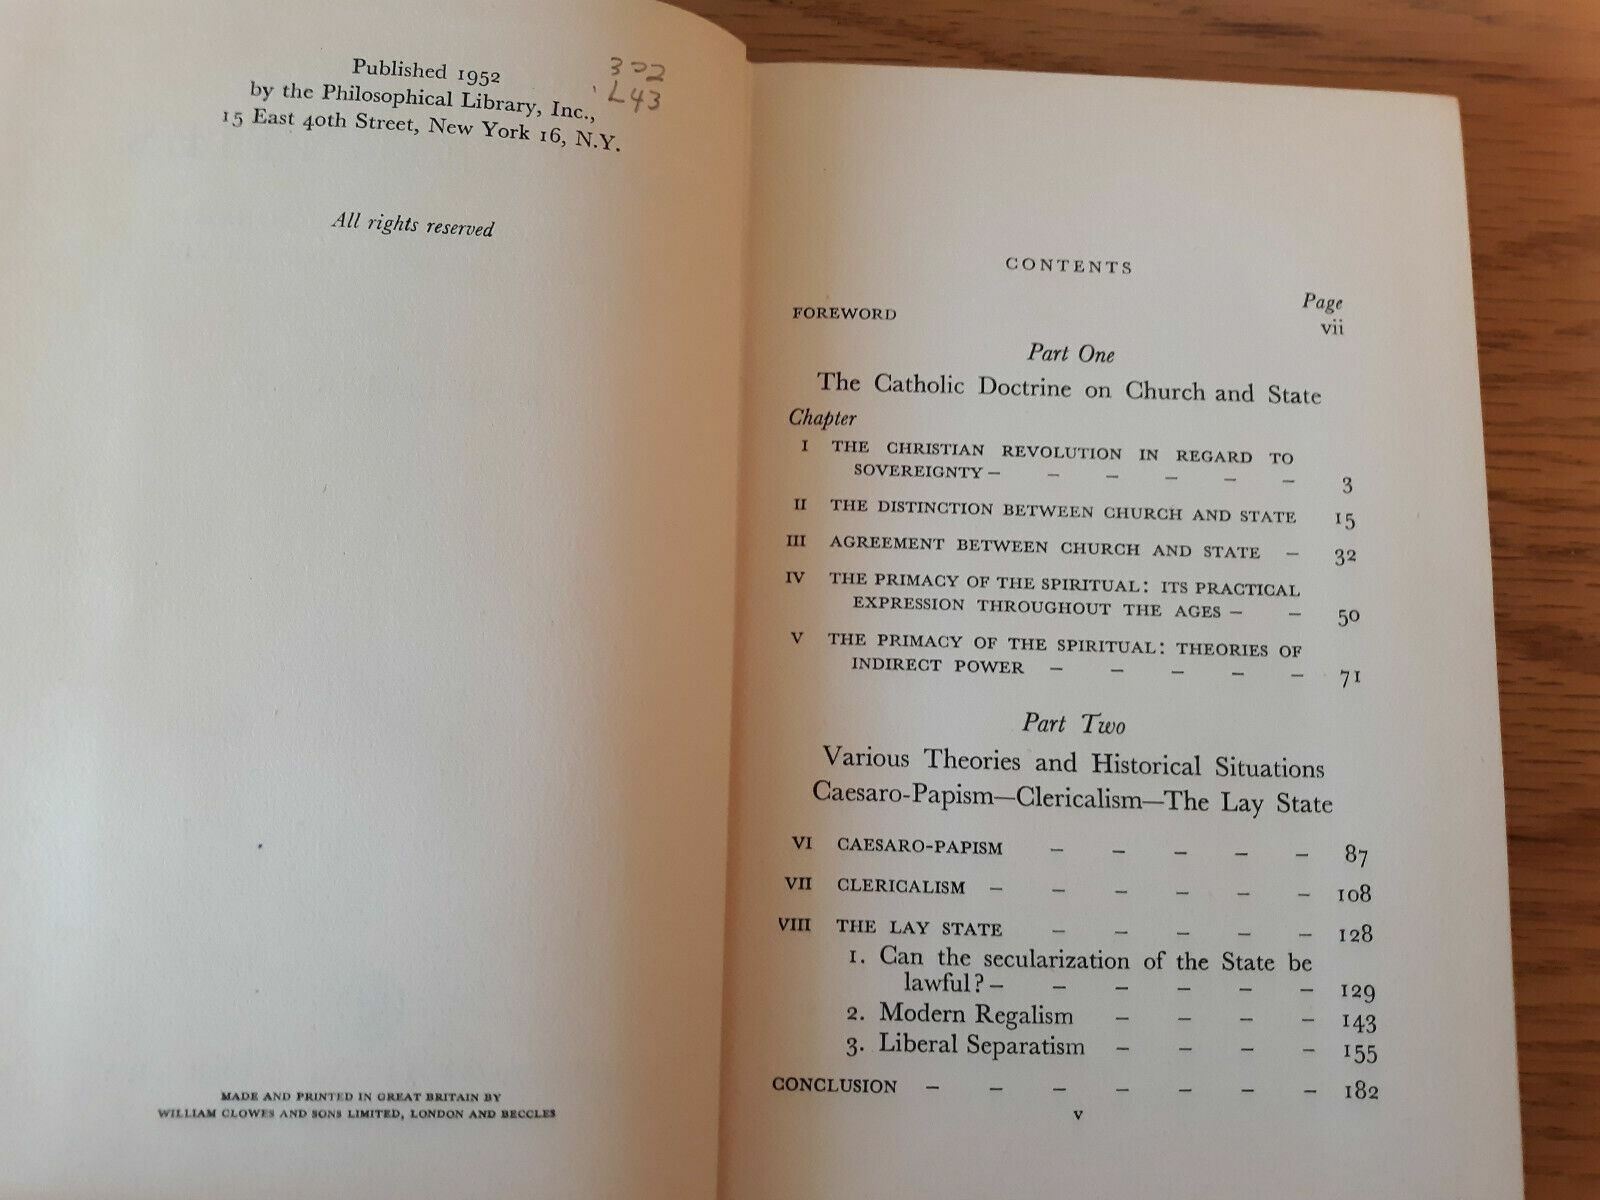 Published 1952
by the Philosophical Library, Inc.,
15 East 40th Street, New York 16, N.Y.
302
L43
All rights reserved
MADE AND PRINTED IN GREAT BRITAIN BY
WILLIAM CLOWES AND SONS LIMITED, LONDON AND BECCLES
CONTENTS
Page
FOREWORD vii
Part One
The Catholic Doctrine on Church and State
Chapter
I THE CHRISTIAN REVOLUTION IN REGARD TO
SOVEREIGNTY – – – – – – 3
II THE DISTINCTION BETWEEN CHURCH AND STATE 15
III AGREEMENT BETWEEN CHURCH AND STATE – 32
IV THE PRIMACY OF THE SPIRITUAL: ITS PRACTICAL
EXPRESSION THROUGHOUT THE AGES – – 50
V THE PRIMACY OF THE SPIRITUAL: THEORIES OF
INDIRECT POWER – – – – – 71
Part Two
Various Theories and Historical Situations
Caesaro-Papism—Clericalism—The Lay State
VI CAESARO-PAPISM – – – – – 87
VII CLERICALISM – – – – – – 108
VIII THE LAY STATE – – – – – 128
1. Can the secularization of the State be
lawful? – – – – – – 129
2. Modern Regalism – – – – 143
3. Liberal Separatism – – – – 155
CONCLUSION – – – – – – – 182
v